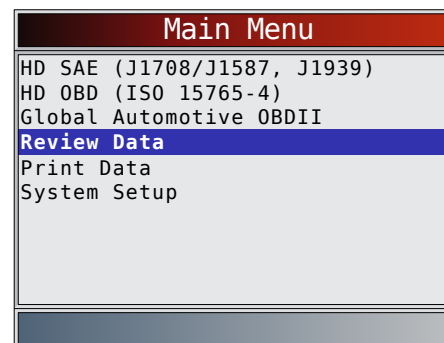 Main Menu
HD SAE (J1708/J1587, J1939)
HD OBD (ISO 15765-4)
Global Automotive OBDII
Review Data
Print Data
System Setup